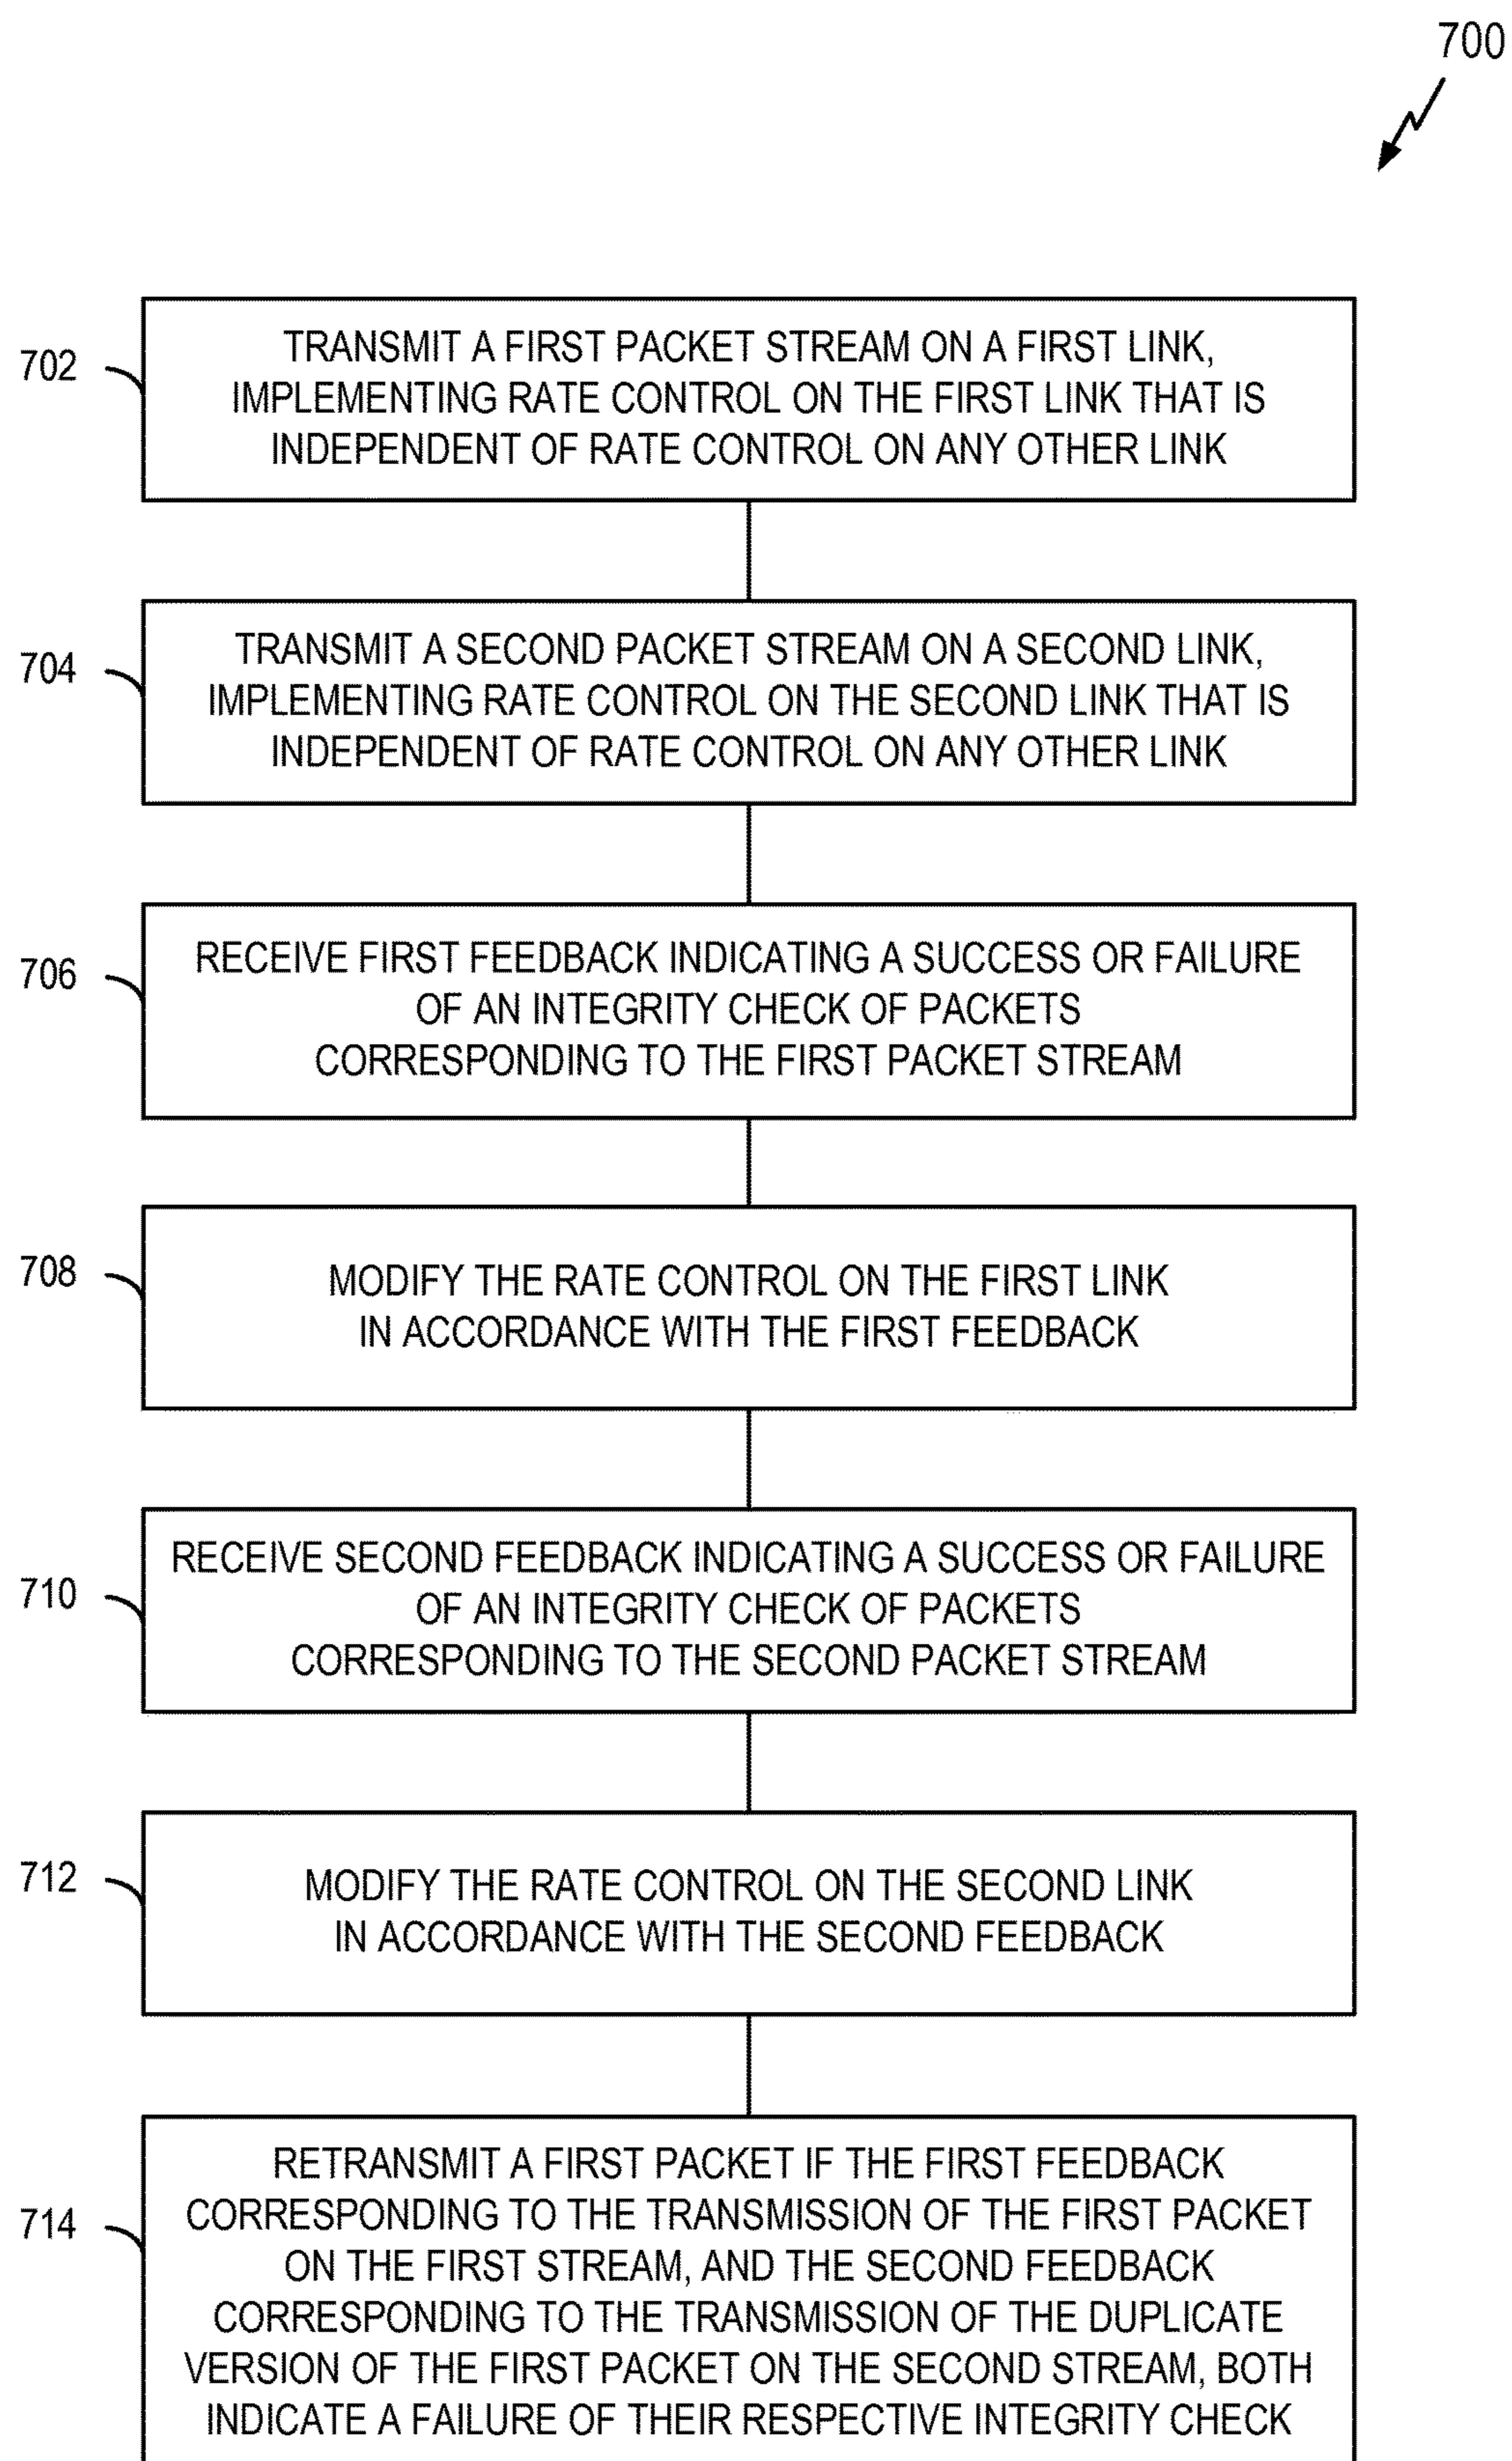 700
702
TRANSMIT A FIRST PACKET STREAM ON A FIRST LINK,
IMPLEMENTING RATE CONTROL ON THE FIRST LINK THAT IS
INDEPENDENT OF RATE CONTROL ON ANY OTHER LINK
704
TRANSMIT A SECOND PACKET STREAM ON A SECOND LINK,
IMPLEMENTING RATE CONTROL ON THE SECOND LINK THAT IS
INDEPENDENT OF RATE CONTROL ON ANY OTHER LINK
706
RECEIVE FIRST FEEDBACK INDICATING A SUCCESS OR FAILURE
OF AN INTEGRITY CHECK OF PACKETS
CORRESPONDING TO THE FIRST PACKET STREAM
708
MODIFY THE RATE CONTROL ON THE FIRST LINK
IN ACCORDANCE WITH THE FIRST FEEDBACK
710
RECEIVE SECOND FEEDBACK INDICATING A SUCCESS OR FAILURE
OF AN INTEGRITY CHECK OF PACKETS
CORRESPONDING TO THE SECOND PACKET STREAM
712
MODIFY THE RATE CONTROL ON THE SECOND LINK
IN ACCORDANCE WITH THE SECOND FEEDBACK
714
RETRANSMIT A FIRST PACKET IF THE FIRST FEEDBACK
CORRESPONDING TO THE TRANSMISSION OF THE FIRST PACKET
ON THE FIRST STREAM, AND THE SECOND FEEDBACK
CORRESPONDING TO THE TRANSMISSION OF THE DUPLICATE
VERSION OF THE FIRST PACKET ON THE SECOND STREAM, BOTH
INDICATE A FAILURE OF THEIR RESPECTIVE INTEGRITY CHECK